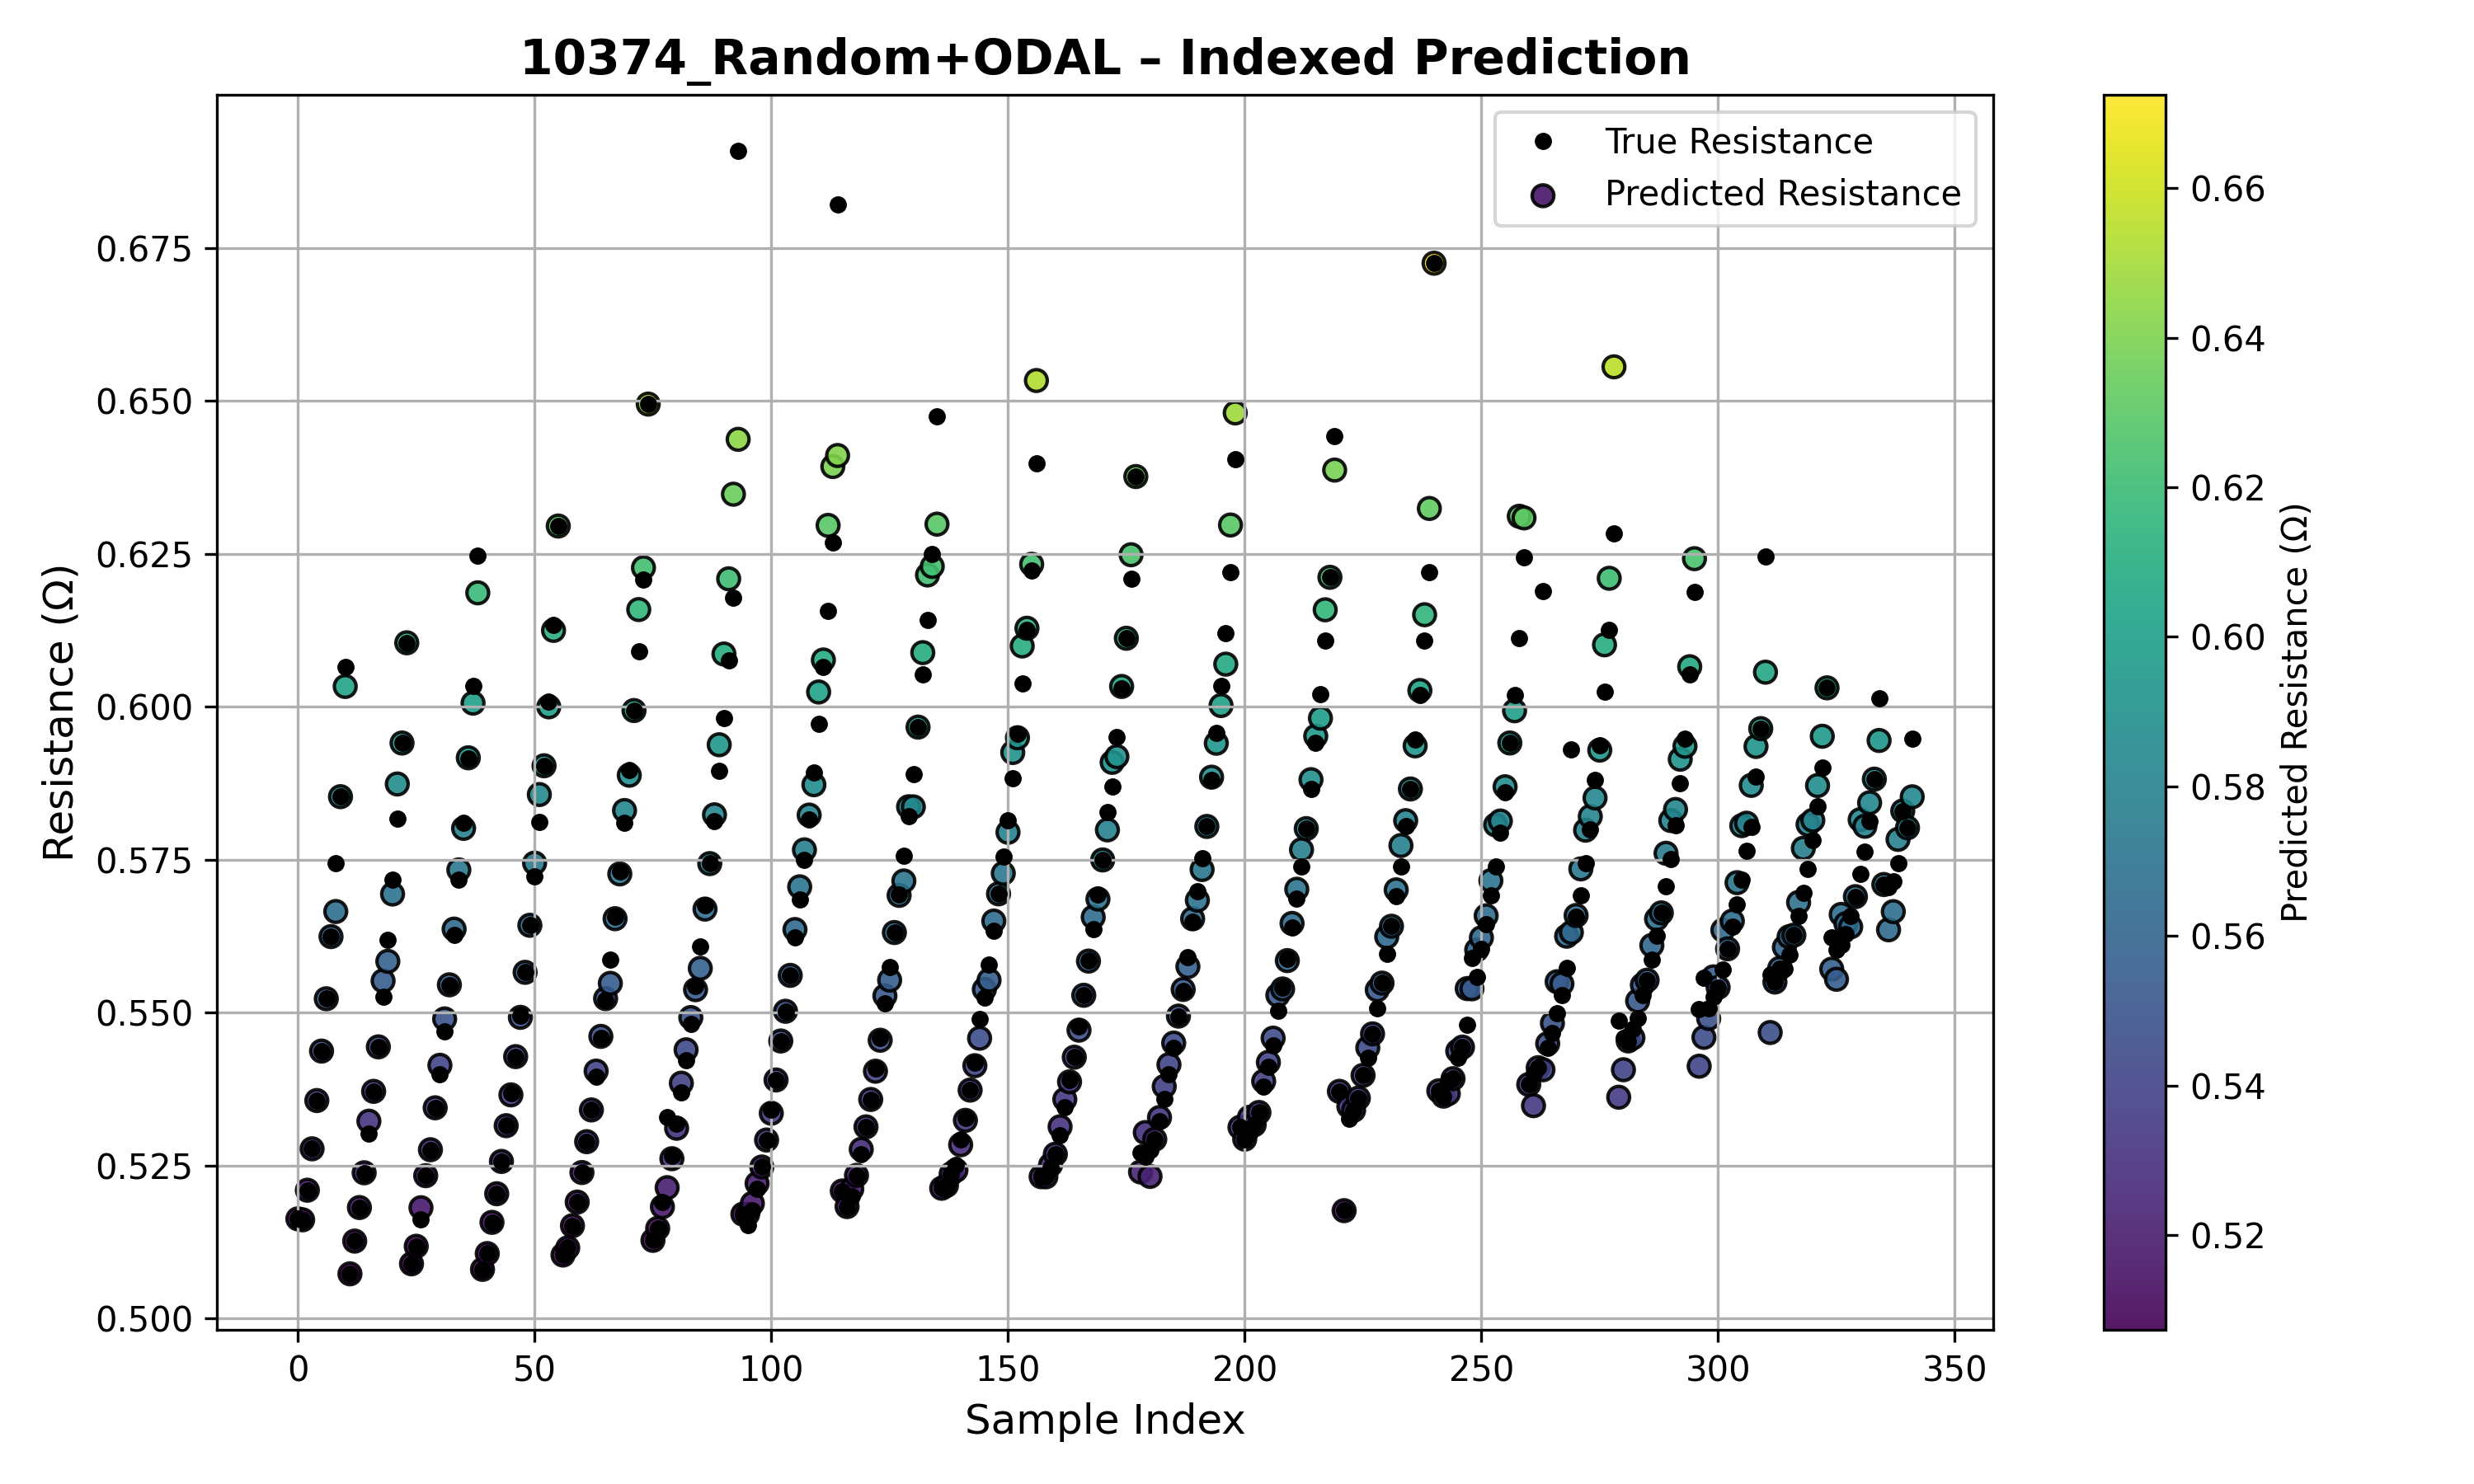 10374_Random+ODAL – Indexed Prediction
True Resistance
Predicted Resistance
Resistance (Ω)
0.675
0.650
0.625
0.600
0.575
0.550
0.525
0.500
0 50 100 150 200 250 300 350
Sample Index
0.66
0.64
0.62
0.60
0.58
0.56
0.54
0.52
Predicted Resistance (Ω)